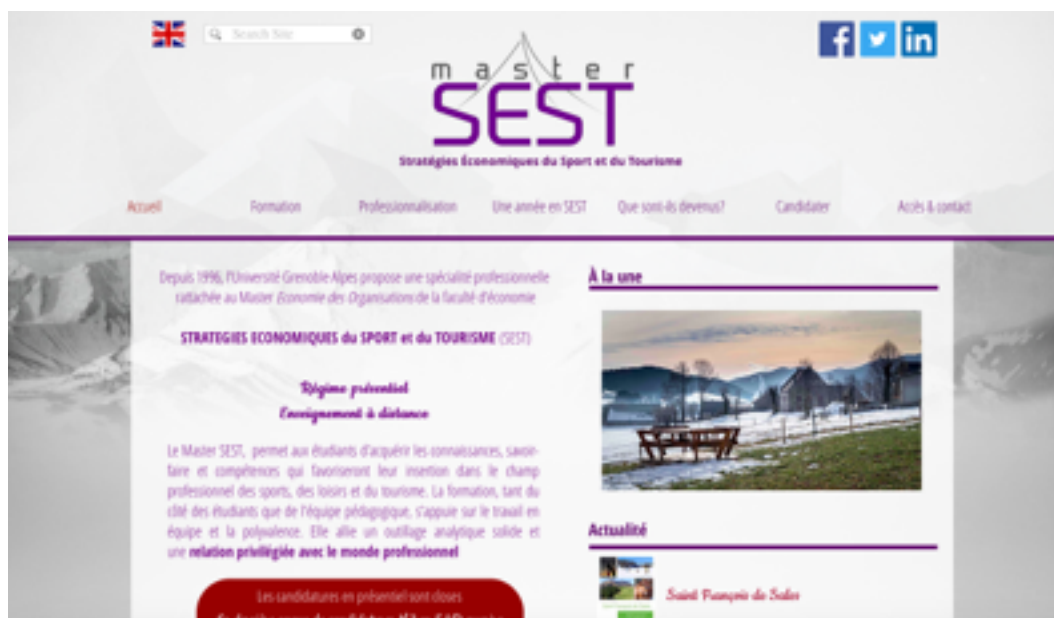 Search Site
master
SEST
Stratégies Économiques du Sport et du Tourisme
Accueil
Formation
Professionnalisation
Une année en SEST
Que sont-ils devenus?
Candidater
Accès & contact
Depuis 1996, l'Université Grenoble Alpes propose une spécialité professionnelle
rattachée au Master Economie des Organisations de la faculté d'économie
STRATEGIES ECONOMIQUES du SPORT et du TOURISME (SEST)
Régime présentiel
Enseignement à distance
Le Master SEST, permet aux étudiants d'acquérir les connaissances, savoir-
faire et compétences qui favoriseront leur insertion dans le champ
professionnel des sports, des loisirs et du tourisme. La formation, tant du
côté des étudiants que de l'équipe pédagogique, s'appuie sur le travail en
équipe et la polyvalence. Elle allie un outillage analytique solide et
une relation privilégiée avec le monde professionnel
Les candidatures en présentiel sont closes
À la une
Actualité
Saint François de Sales